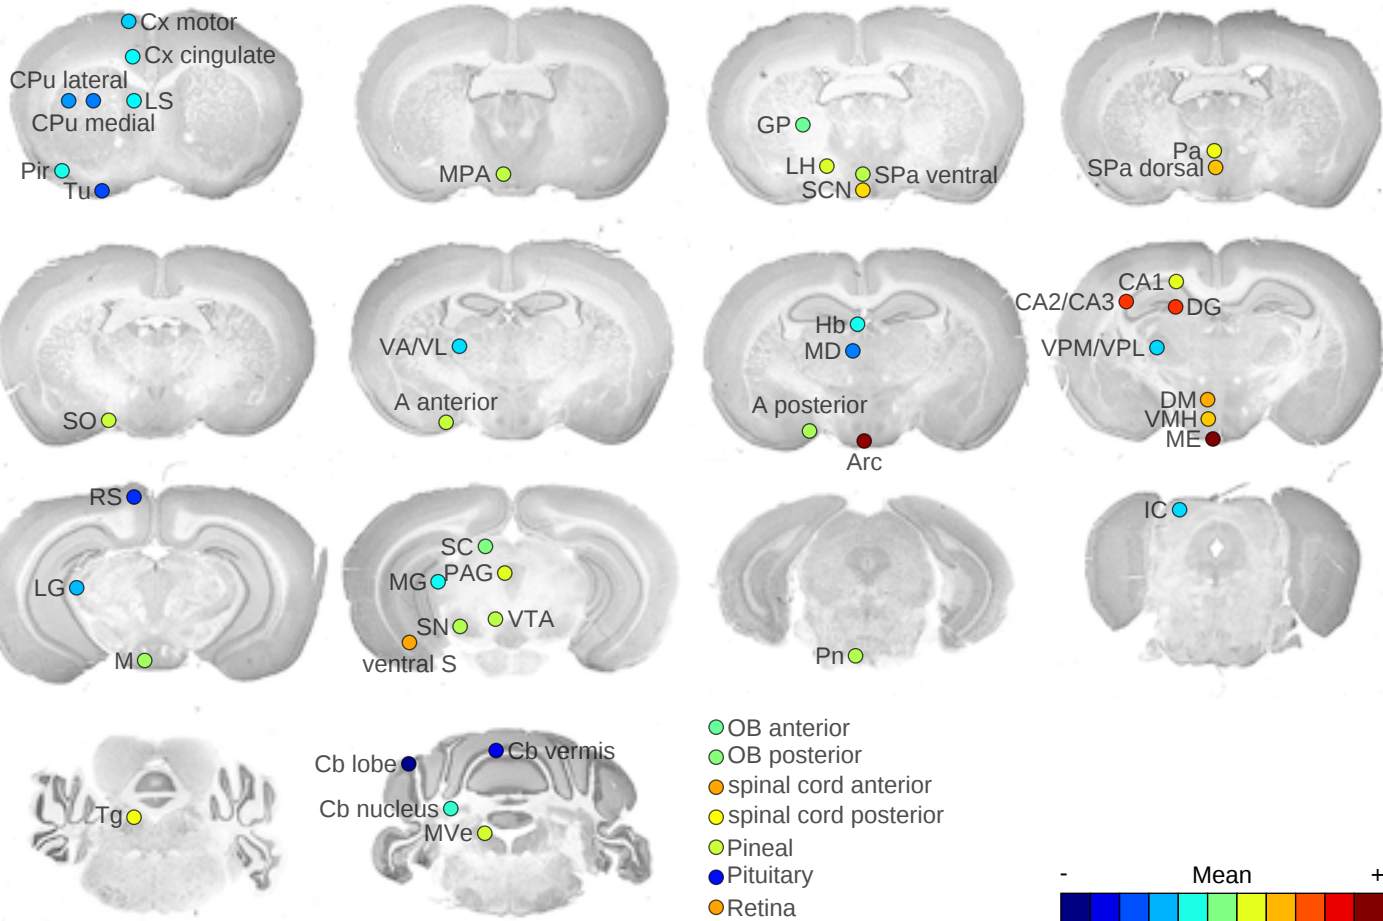 Cx motor
Cx cingulate
CPu lateral
LS
CPu medial
Pir
Tu
MPA
GP
LH
SPa ventral
SCN
Pa
SPa dorsal
SO
VA/VL
A anterior
Hb
MD
A posterior
Arc
CA1
CA2/CA3
DG
VPM/VPL
DM
VMH
ME
RS
LG
M
SC
MG
PAG
SN
VTA
ventral S
Pn
IC
Tg
Cb lobe
Cb vermis
Cb nucleus
MVe
OB anterior
OB posterior
spinal cord anterior
spinal cord posterior
Pineal
Pituitary
Retina
- Mean +